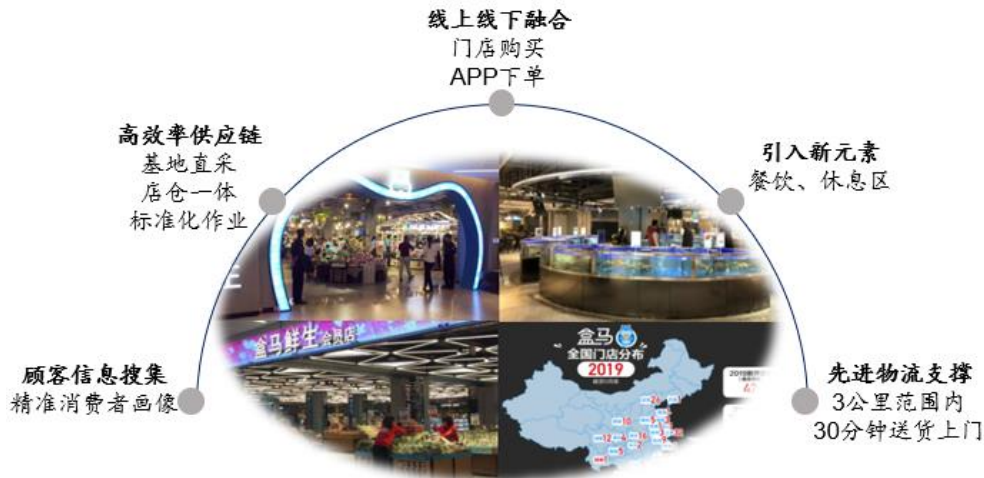 线上线下融合
门店购买
APP下单
高效率供应链
基地直采
店仓一体
标准化作业
引入新元素
餐饮、休息区
顾客信息搜集
精准消费者画像
先进物流支撑
3公里范围内
30分钟送货上门
盒马鲜生会员店
盒马
全国门店分布
2019